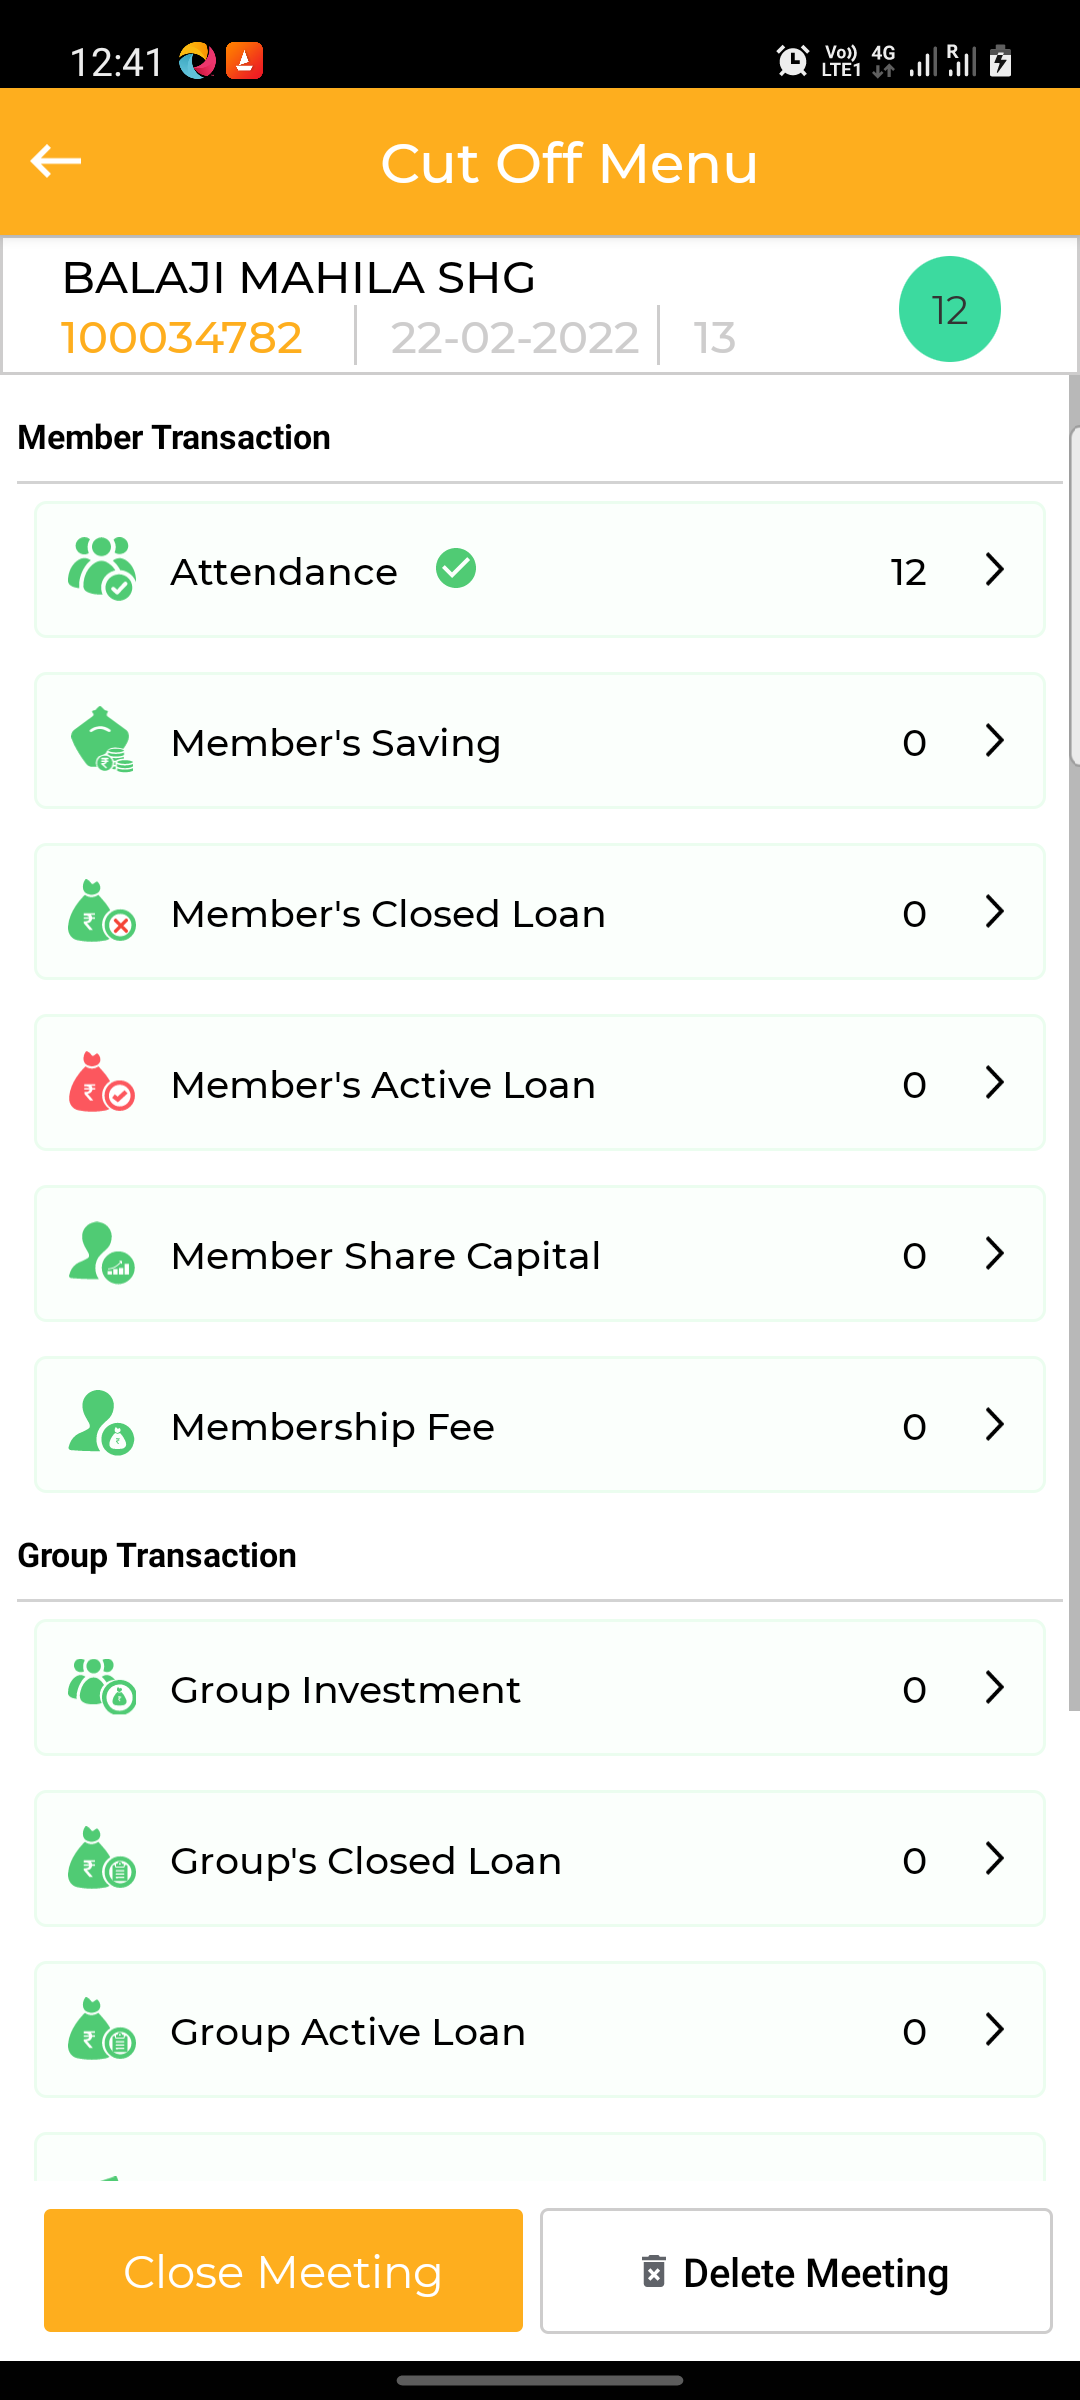 12:41
Vo)) LTE1 4G R
Cut Off Menu
BALAJI MAHILA SHG
100034782 22-02-2022 13
12
Member Transaction
Attendance 12
Member's Saving 0
Member's Closed Loan 0
Member's Active Loan 0
Member Share Capital 0
Membership Fee 0
Group Transaction
Group Investment 0
Group's Closed Loan 0
Group Active Loan 0
Close Meeting
Delete Meeting